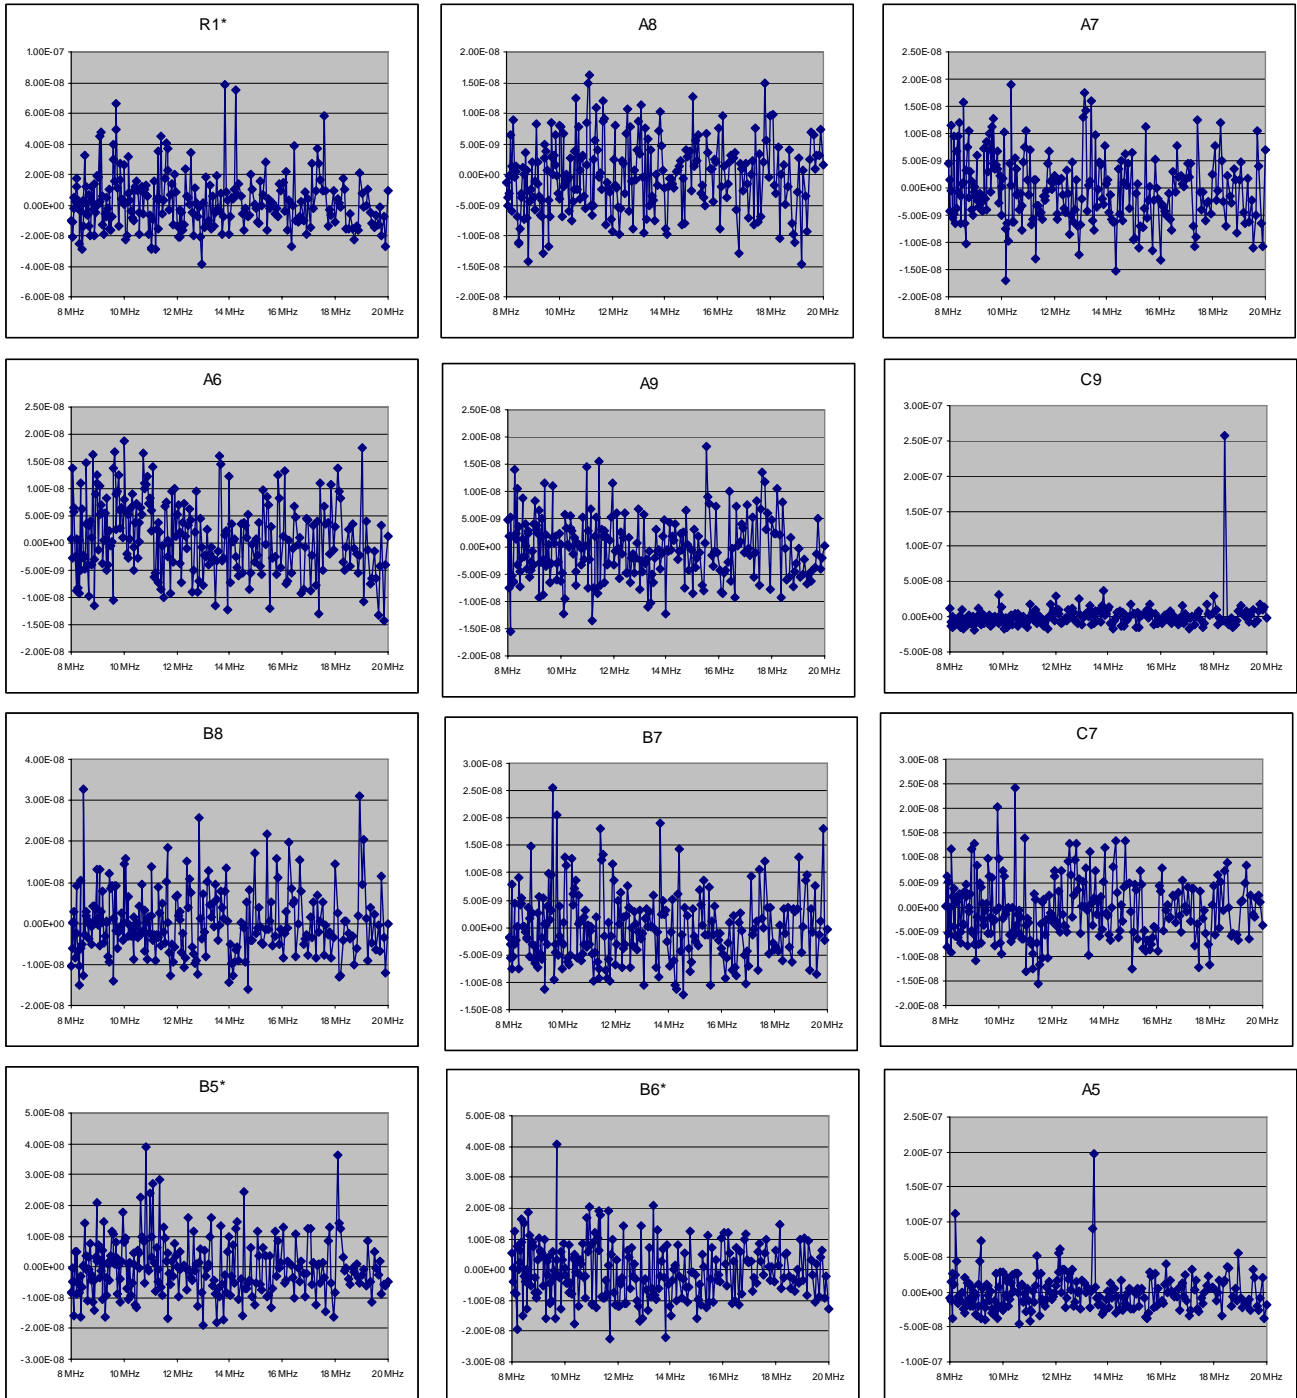 R1*
1.00E-07
8.00E-08
6.00E-08
4.00E-08
2.00E-08
0.00E+00
-2.00E-08
-4.00E-08
-6.00E-08
8 MHz 10 MHz 12 MHz 14 MHz 16 MHz 18 MHz 20 MHz
A8
2.00E-08
1.50E-08
1.00E-08
5.00E-09
0.00E+00
-5.00E-09
-1.00E-08
-1.50E-08
-2.00E-08
8 MHz 10 MHz 12 MHz 14 MHz 16 MHz 18 MHz 20 MHz
A7
2.50E-08
2.00E-08
1.50E-08
1.00E-08
5.00E-09
0.00E+00
-5.00E-09
-1.00E-08
-1.50E-08
-2.00E-08
8 MHz 10 MHz 12 MHz 14 MHz 16 MHz 18 MHz 20 MHz
A6
2.50E-08
2.00E-08
1.50E-08
1.00E-08
5.00E-09
0.00E+00
-5.00E-09
-1.00E-08
-1.50E-08
-2.00E-08
8 MHz 10 MHz 12 MHz 14 MHz 16 MHz 18 MHz 20 MHz
A9
2.50E-08
2.00E-08
1.50E-08
1.00E-08
5.00E-09
0.00E+00
-5.00E-09
-1.00E-08
-1.50E-08
-2.00E-08
8 MHz 10 MHz 12 MHz 14 MHz 16 MHz 18 MHz 20 MHz
C9
3.00E-07
2.50E-07
2.00E-07
1.50E-07
1.00E-07
5.00E-08
0.00E+00
-5.00E-08
8 MHz 10 MHz 12 MHz 14 MHz 16 MHz 18 MHz 20 MHz
B8
4.00E-08
3.00E-08
2.00E-08
1.00E-08
0.00E+00
-1.00E-08
-2.00E-08
8 MHz 10 MHz 12 MHz 14 MHz 16 MHz 18 MHz 20 MHz
B7
3.00E-08
2.50E-08
2.00E-08
1.50E-08
1.00E-08
5.00E-09
0.00E+00
-5.00E-09
-1.00E-08
-1.50E-08
8 MHz 10 MHz 12 MHz 14 MHz 16 MHz 18 MHz 20 MHz
C7
3.00E-08
2.50E-08
2.00E-08
1.50E-08
1.00E-08
5.00E-09
0.00E+00
-5.00E-09
-1.00E-08
-1.50E-08
-2.00E-08
8 MHz 10 MHz 12 MHz 14 MHz 16 MHz 18 MHz 20 MHz
B5*
5.00E-08
4.00E-08
3.00E-08
2.00E-08
1.00E-08
0.00E+00
-1.00E-08
-2.00E-08
-3.00E-08
8 MHz 10 MHz 12 MHz 14 MHz 16 MHz 18 MHz 20 MHz
B6*
5.00E-08
4.00E-08
3.00E-08
2.00E-08
1.00E-08
0.00E+00
-1.00E-08
-2.00E-08
-3.00E-08
8 MHz 10 MHz 12 MHz 14 MHz 16 MHz 18 MHz 20 MHz
A5
2.50E-07
2.00E-07
1.50E-07
1.00E-07
5.00E-08
0.00E+00
-5.00E-08
-1.00E-07
8 MHz 10 MHz 12 MHz 14 MHz 16 MHz 18 MHz 20 MHz